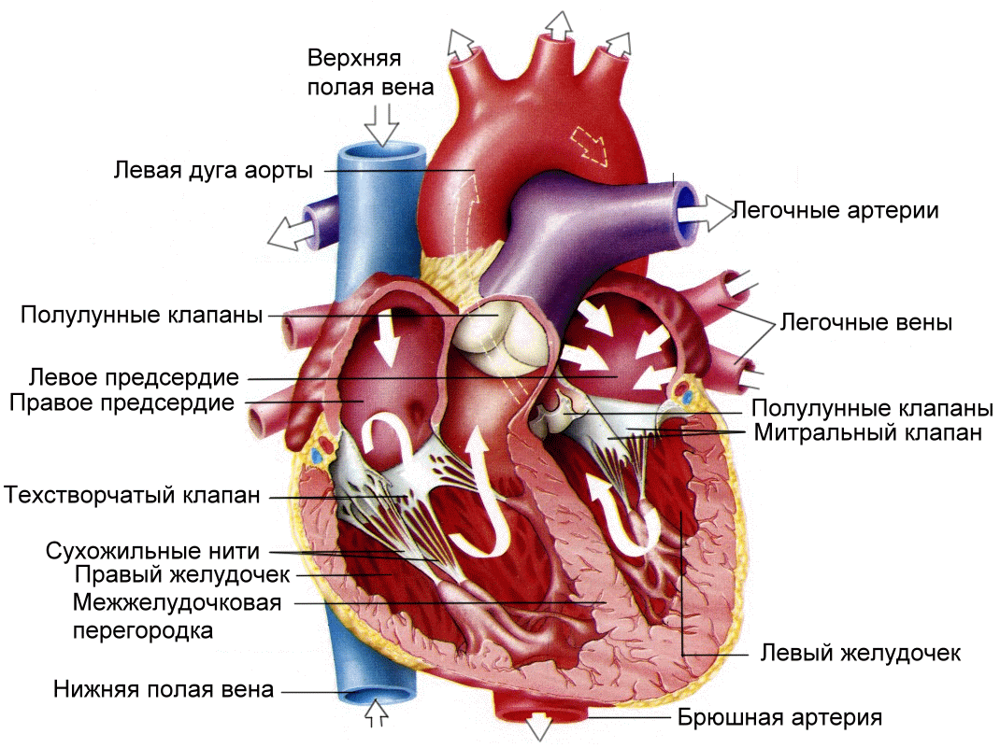 Верхняя
полая вена
Левая дуга аорты
Легочные артерии
Полулунные клапаны
Легочные вены
Левое предсердие
Правое предсердие
Полулунные клапаны
Митральный клапан
Техстворчатый клапан
Сухожильные нити
Правый желудочек
Межжелудочковая
перегородка
Левый желудочек
Нижняя полая вена
Брюшная артерия